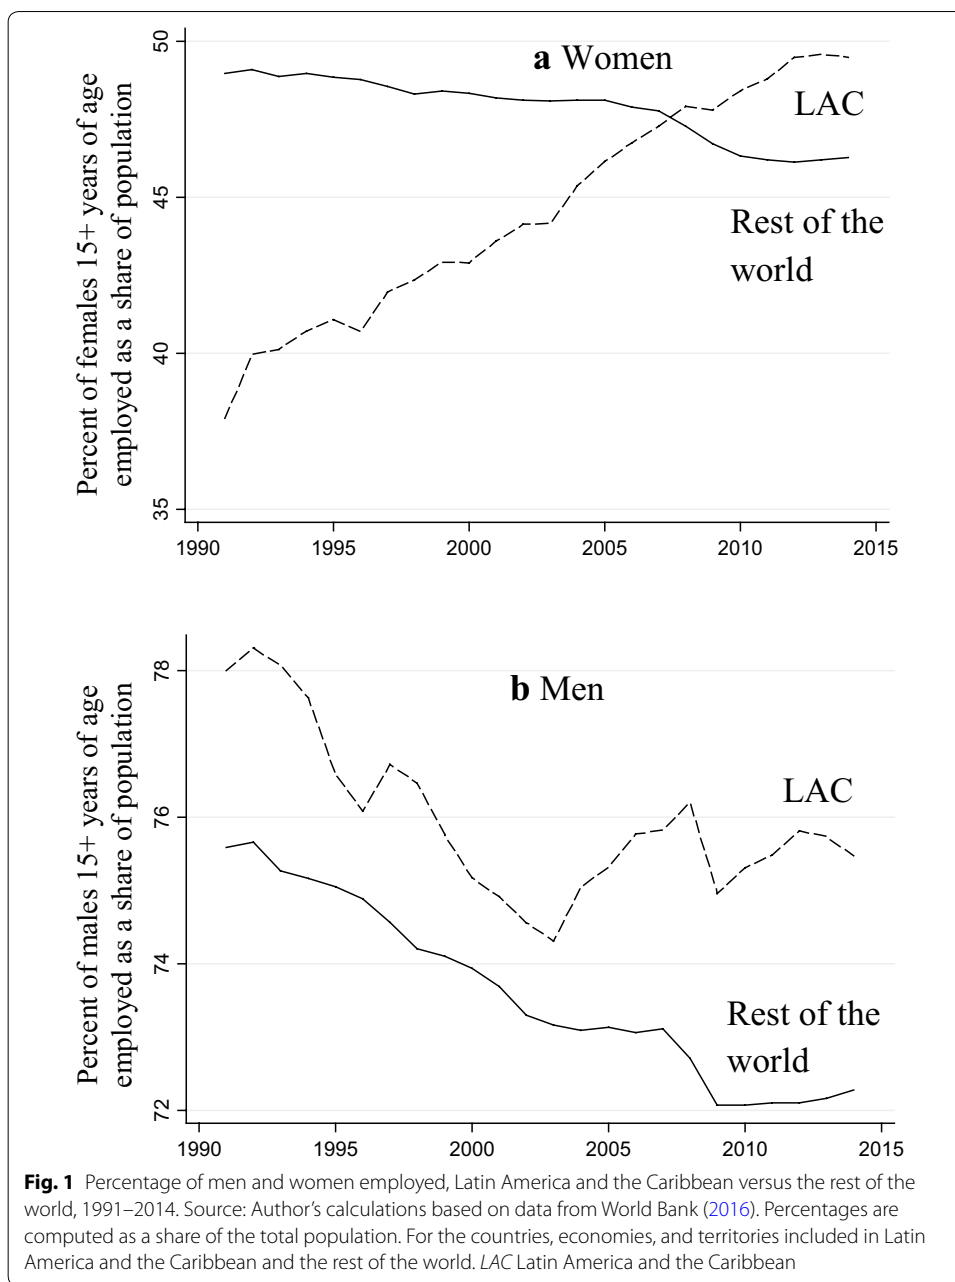 a Women
LAC
Rest of the
world
Percent of females 15+ years of age
employed as a share of population
50
45
40
35
1990 1995 2000 2005 2010 2015
b Men
LAC
Rest of the
world
Percent of males 15+ years of age
employed as a share of population
78
76
74
72
1990 1995 2000 2005 2010 2015
Fig. 1 Percentage of men and women employed, Latin America and the Caribbean versus the rest of the
world, 1991–2014. Source: Author's calculations based on data from World Bank (2016). Percentages are
computed as a share of the total population. For the countries, economies, and territories included in Latin
America and the Caribbean and the rest of the world. LAC Latin America and the Caribbean